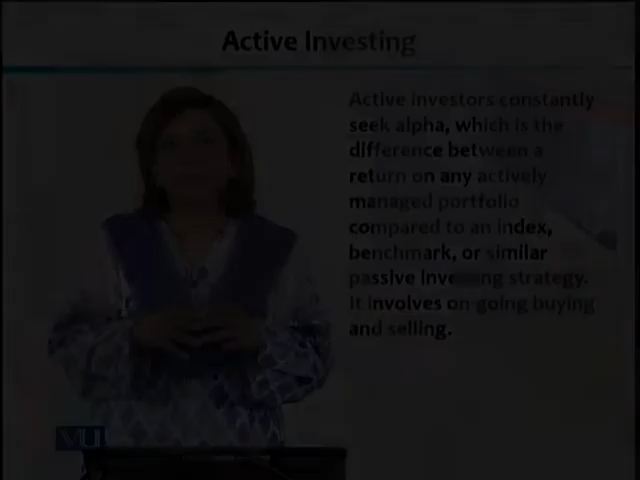 Active Investing
Active investors constantly
seek alpha, which is the
difference between a
return on any actively
managed portfolio
compared to an index,
benchmark, or similar
passive investing strategy.
It involves on-going buying
and selling.
VU